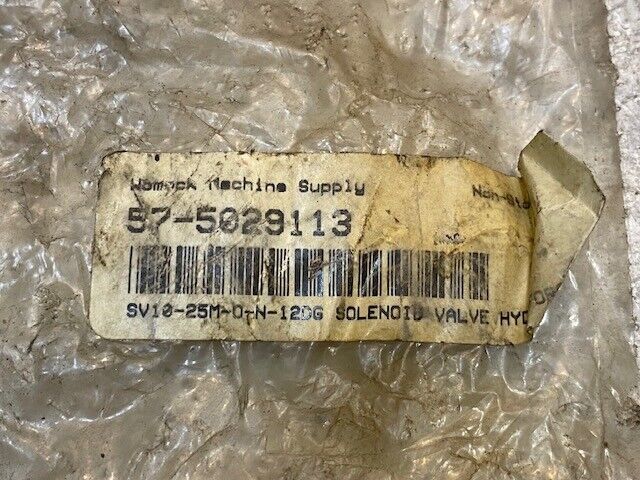 Womack Machine Supply
57-5029113
SV10-25M-0-N-12DG SOLENOID VALVE HYD